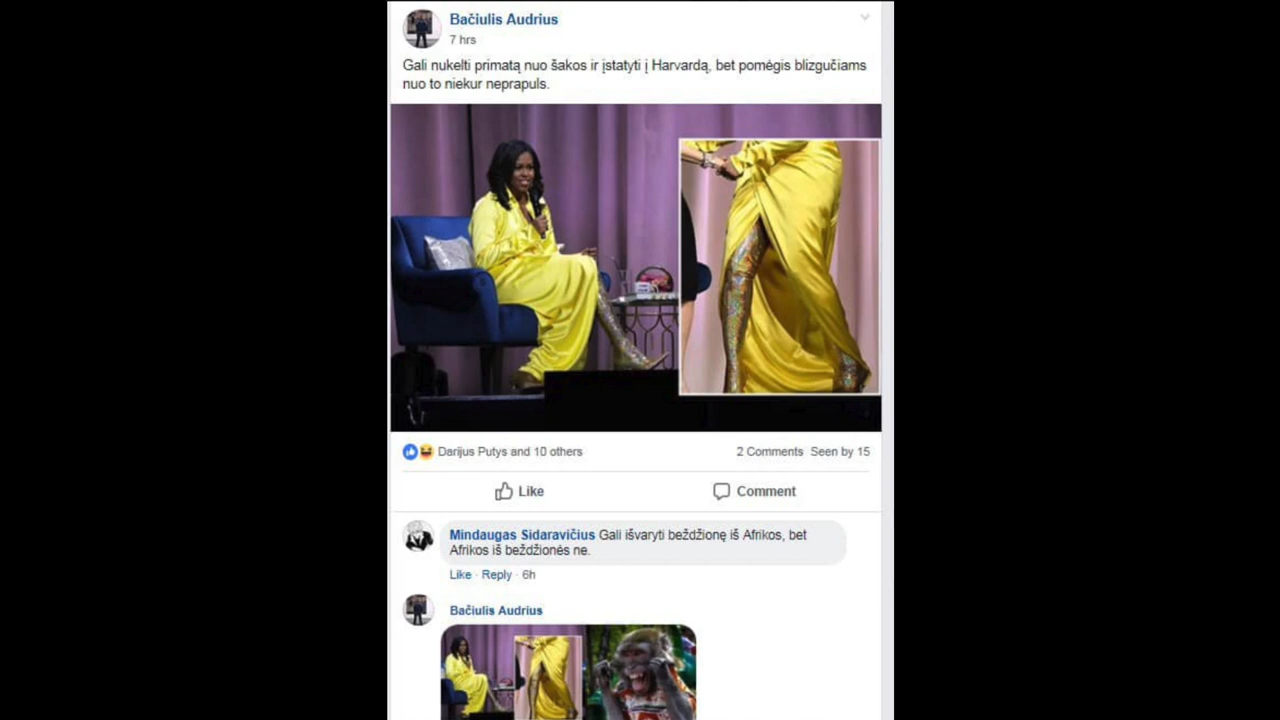 Bačiulis Audrius
7 hrs
Gali nukelti primatą nuo šakos ir įstatyti į Harvardą, bet pomėgis blizgučiams
nuo to niekur neprapuls.
Darijus Putys and 10 others
2 Comments Seen by 15
Like
Comment
Mindaugas Sidaravičius Gali išvaryti beždžionę iš Afrikos, bet
Afrikos iš beždžionės ne.
Like · Reply · 6h
Bačiulis Audrius